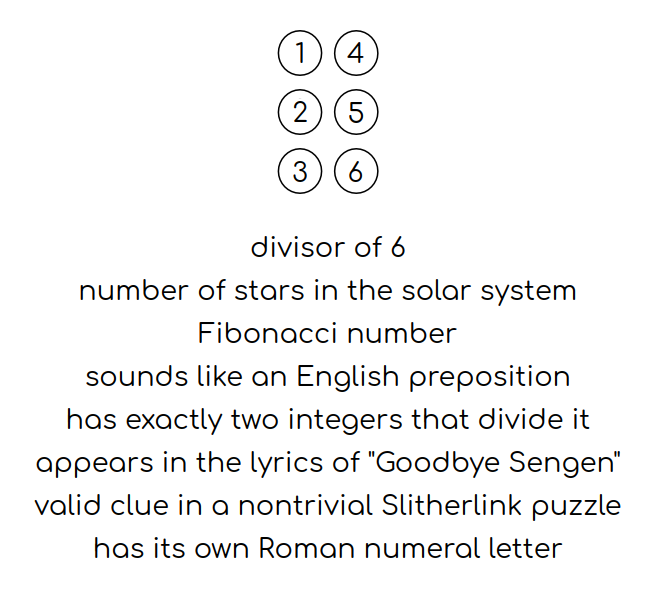 1 4
2 5
3 6
divisor of 6
number of stars in the solar system
Fibonacci number
sounds like an English preposition
has exactly two integers that divide it
appears in the lyrics of "Goodbye Sengen"
valid clue in a nontrivial Slitherlink puzzle
has its own Roman numeral letter